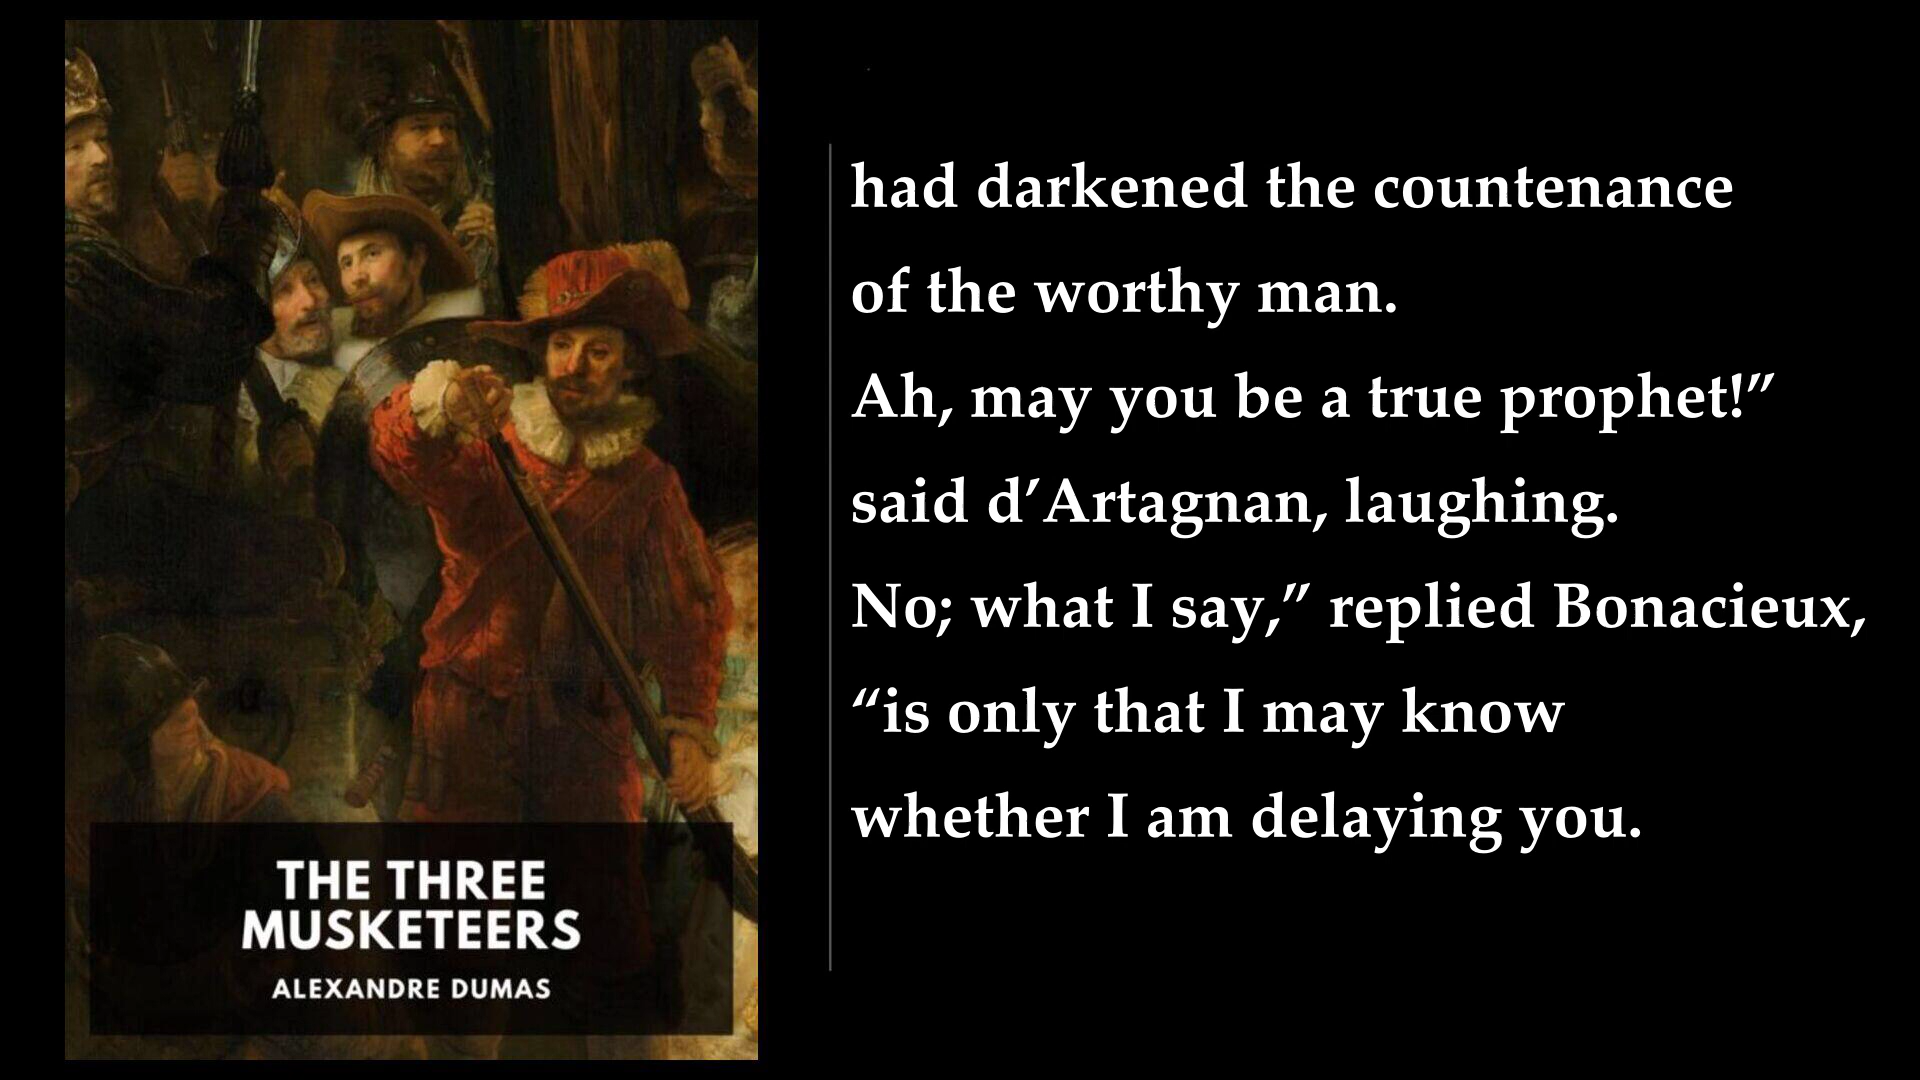 THE THREE
MUSKETEERS
ALEXANDRE DUMAS
had darkened the countenance
of the worthy man.
Ah, may you be a true prophet!”
said d’Artagnan, laughing.
No; what I say,” replied Bonacieux,
“is only that I may know
whether I am delaying you.